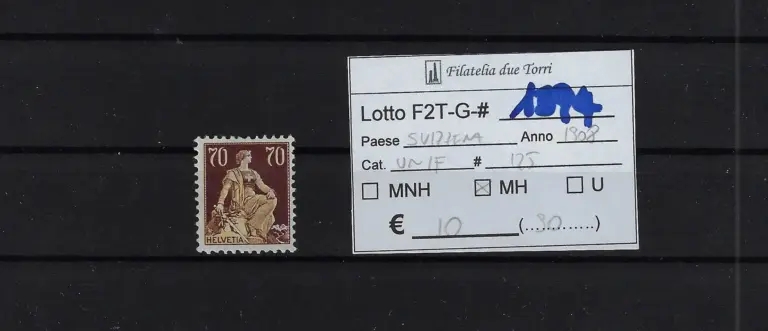 70 70
HELVETIA
Filatelia due Torri
Lotto F2T-G-# 1594
Paese SVIZZERA Anno 1908
Cat. UNIF # 125
MNH MH U
€ 10 (............)